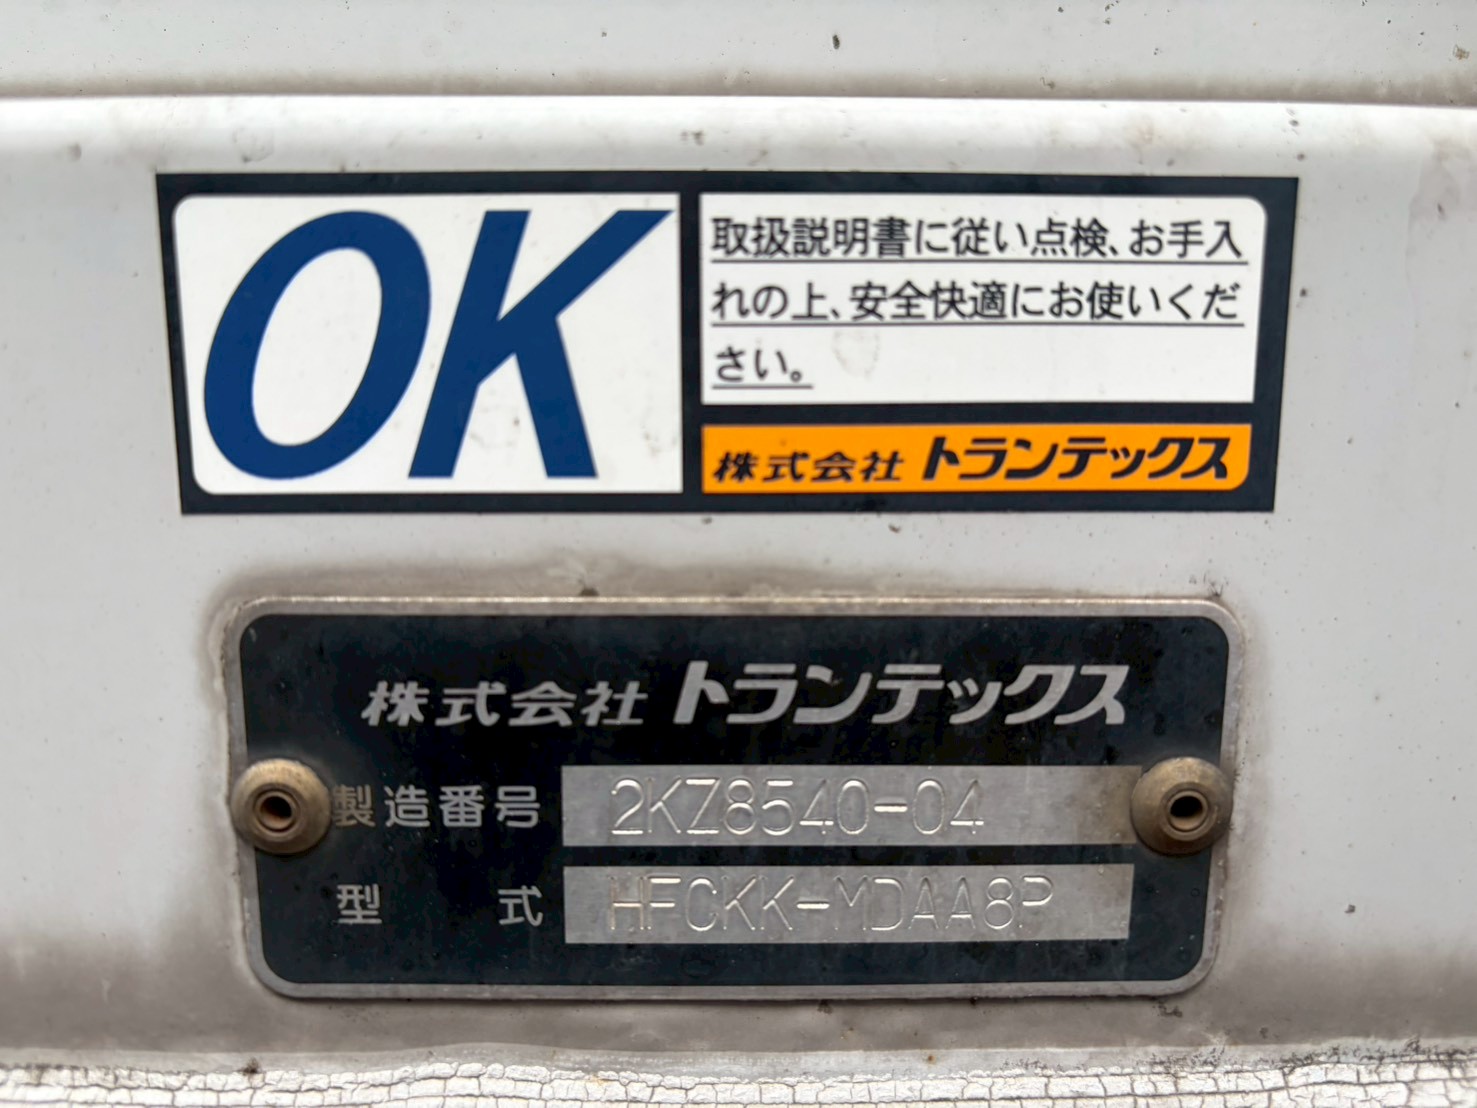 OK
取扱説明書に従い点検、お手入
れの上、安全快適にお使いくだ
さい。
株式会社 トランテックス
株式会社 トランテックス
製造番号 2KZ8540-04
型式 HFCKK-MDAA8P